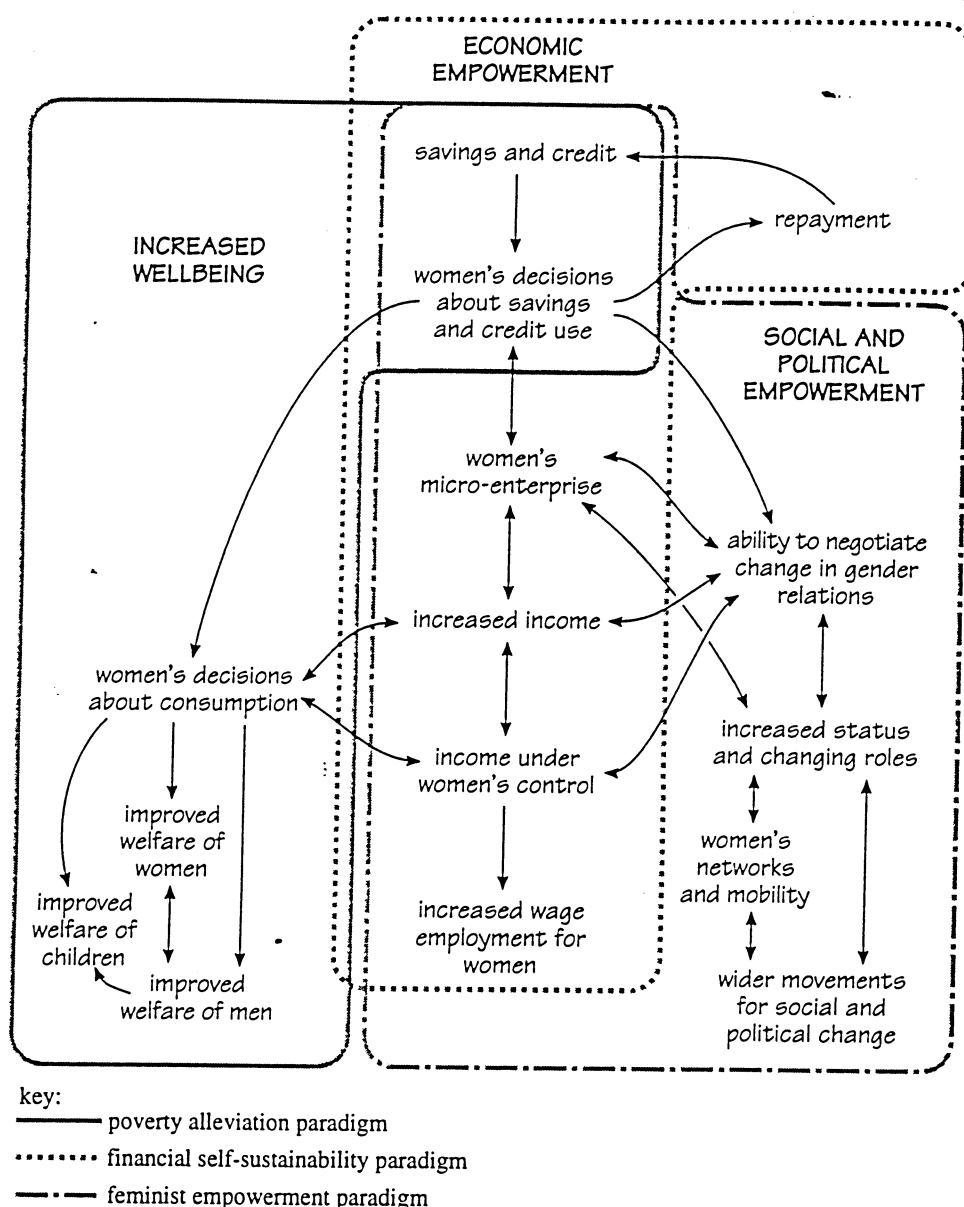 ECONOMIC
EMPOWERMENT
savings and credit
repayment
INCREASED
WELLBEING
women's decisions
about savings
and credit use
SOCIAL AND
POLITICAL
EMPOWERMENT
women's
micro-enterprise
ability to negotiate
change in gender
relations
increased income
women's decisions
about consumption
increased status
and changing roles
income under
women's control
improved
welfare of
women
women's
networks
and mobility
improved
welfare of
children
increased wage
employment for
women
improved
welfare of men
wider movements
for social and
political change
key:
poverty alleviation paradigm
financial self-sustainability paradigm
feminist empowerment paradigm